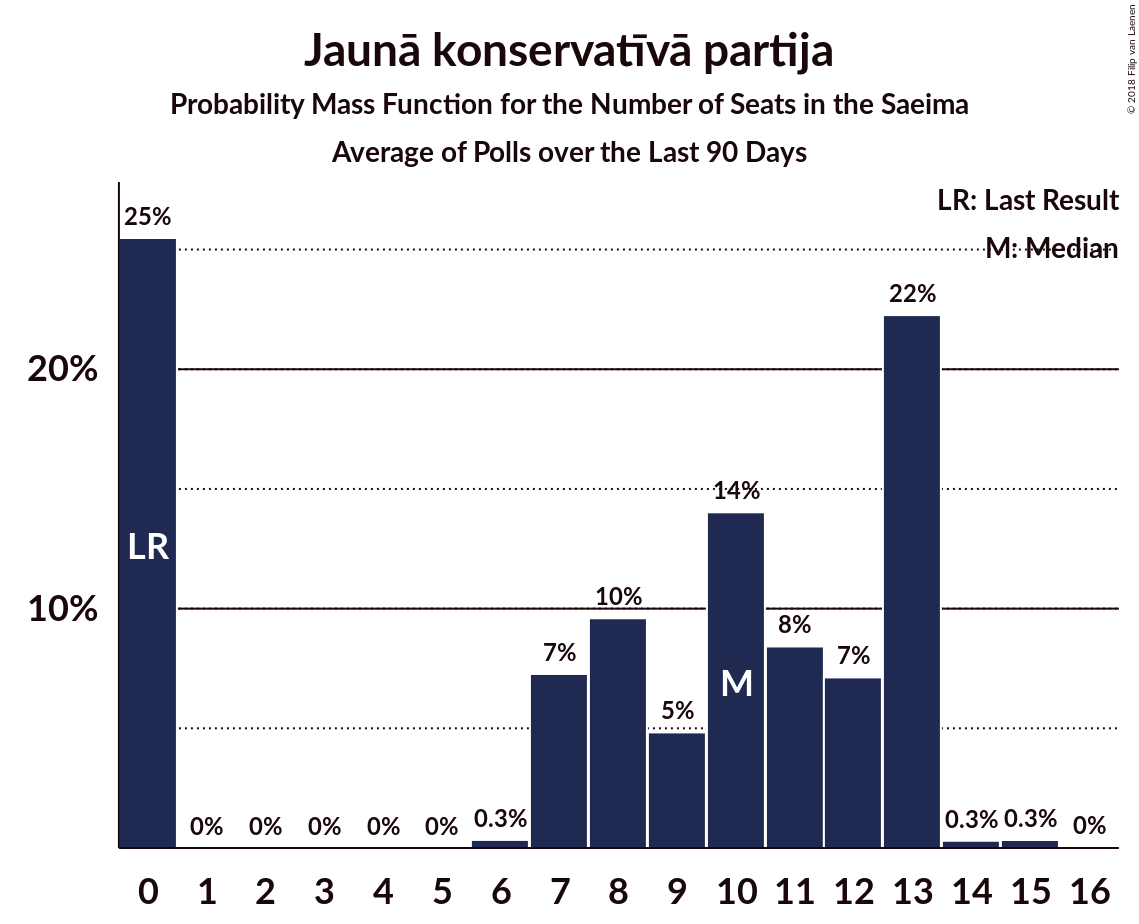 Jaunā konservatīvā partija
Probability Mass Function for the Number of Seats in the Saeima
Average of Polls over the Last 90 Days
© 2018 Filip van Laenen
LR: Last Result
M: Median
25%
22%
20%
14%
LR
10%
10%
8%
7%
7%
M
5%
0%
0%
0%
0%
0%
0.3%
0.3%
0.3%
0%
0 1 2 3 4 5 6 7 8 9 10 11 12 13 14 15 16